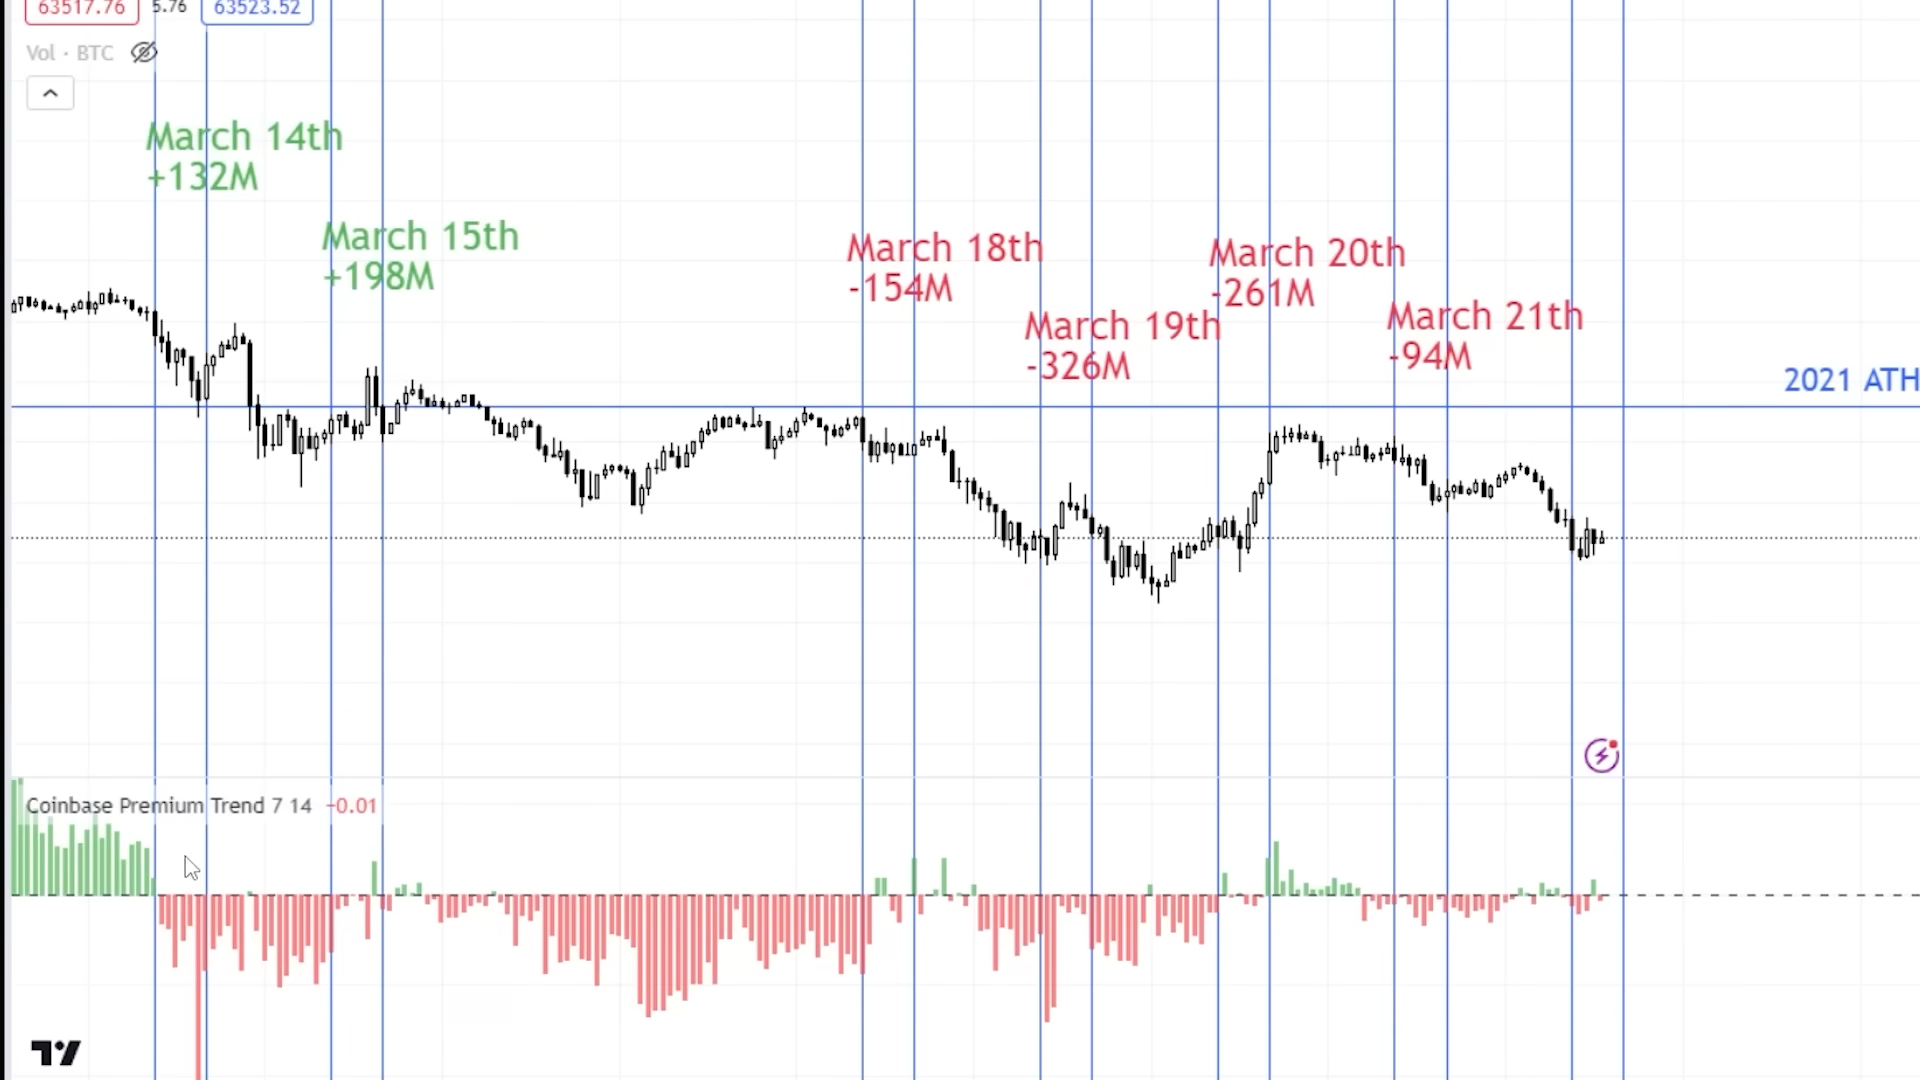 63517.76 5.76 63523.52
Vol · BTC
March 14th
+132M
March 15th
+198M
March 18th
-154M
March 19th
-326M
March 20th
-261M
March 21th
-94M
2021 ATH
Coinbase Premium Trend 7 14 −0.01